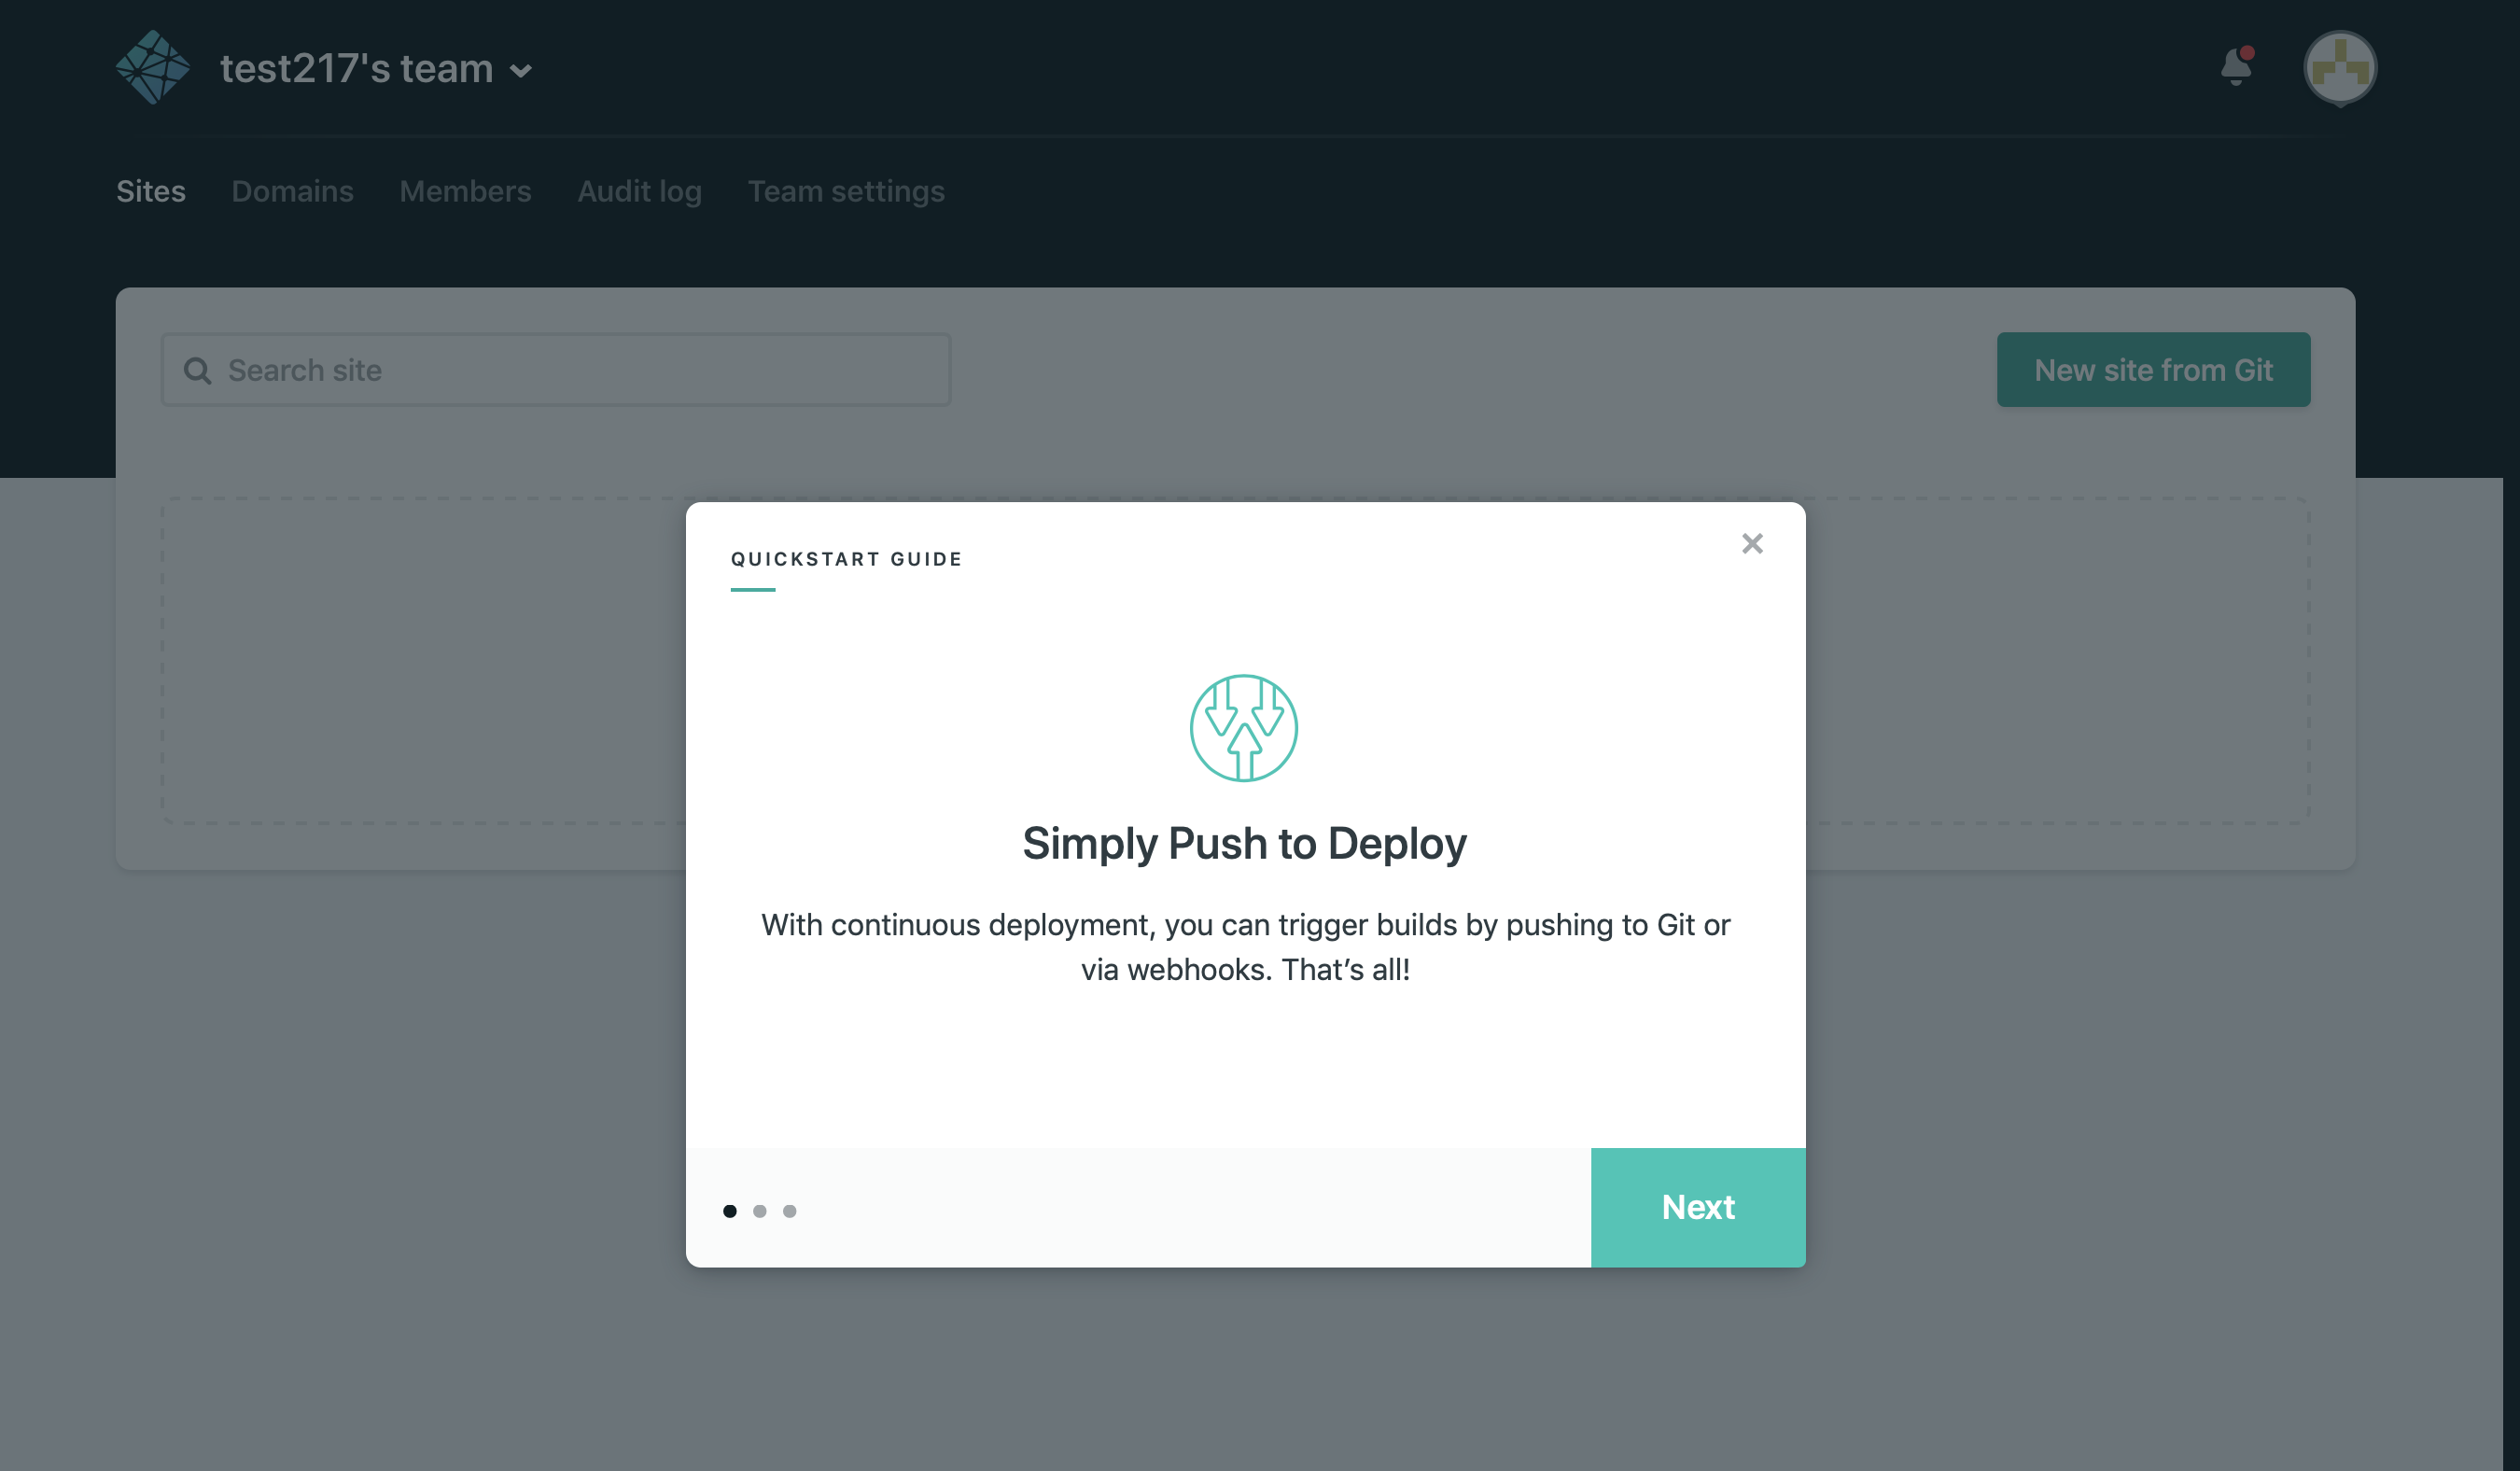 test217's team
Sites Domains Members Audit log Team settings
Search site
New site from Git
QUICKSTART GUIDE
Simply Push to Deploy
With continuous deployment, you can trigger builds by pushing to Git or
via webhooks. That’s all!
Next